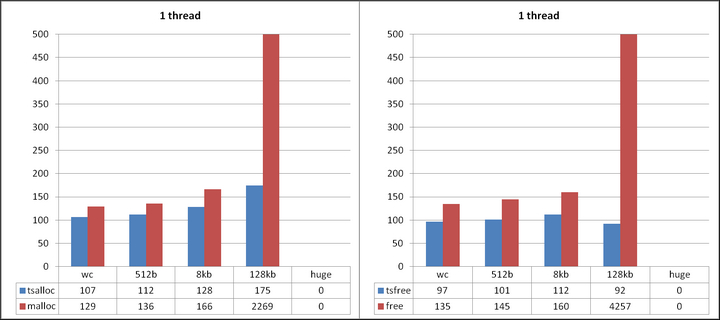 1 thread
500
450
400
350
300
250
200
150
100
50
0
wc 512b 8kb 128kb huge
tsalloc 107 112 128 175 0
malloc 129 136 166 2269 0
1 thread
500
450
400
350
300
250
200
150
100
50
0
wc 512b 8kb 128kb huge
tsfree 97 101 112 92 0
free 135 145 160 4257 0